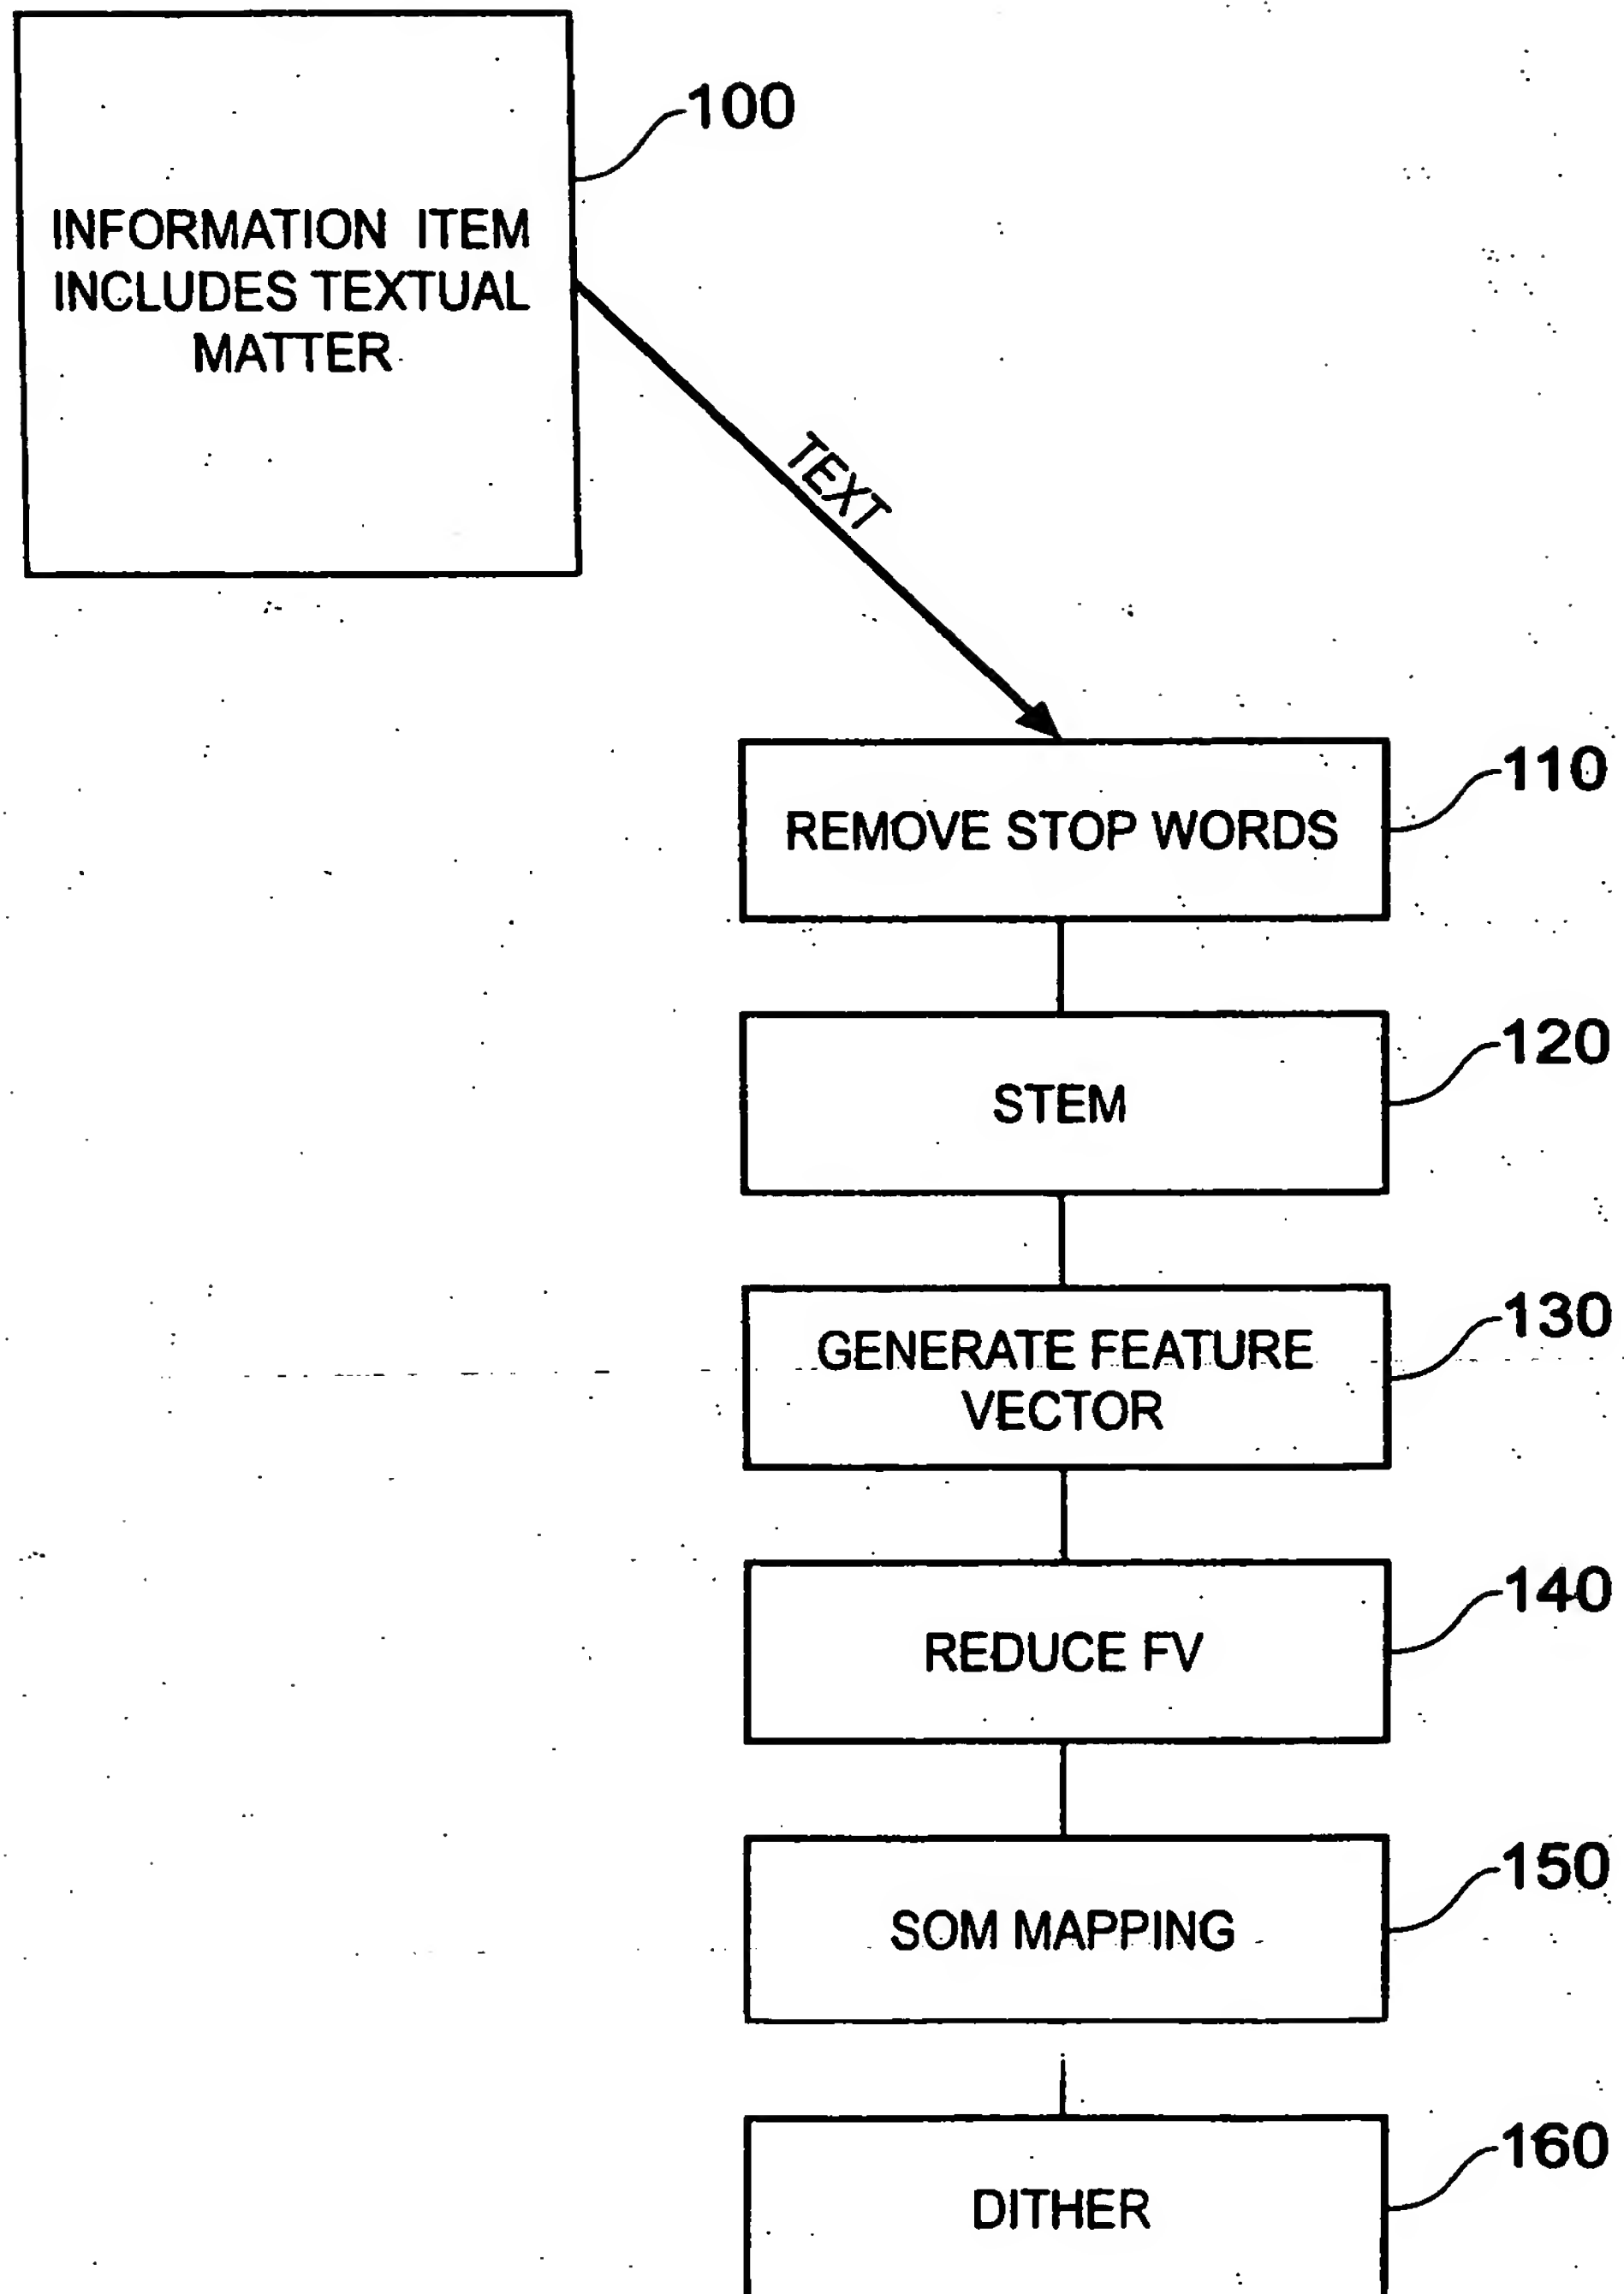 100
INFORMATION ITEM
INCLUDES TEXTUAL
MATTER
TEXT
110
REMOVE STOP WORDS
120
STEM
130
GENERATE FEATURE
VECTOR
140
REDUCE FV
150
SOM MAPPING
160
DITHER